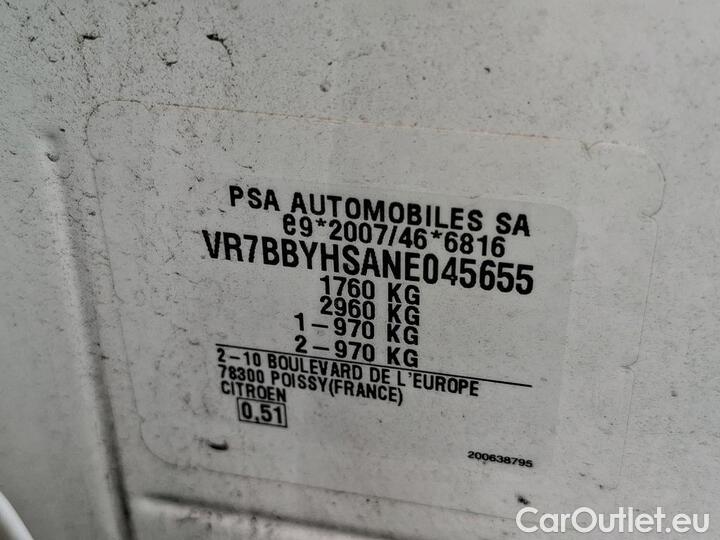 PSA AUTOMOBILES SA
e9*2007/46*6816
VR7BBYHSANE045655
1760 KG
2960 KG
1-970 KG
2-970 KG
2-10 BOULEVARD DE L'EUROPE
78300 POISSY(FRANCE)
CITROEN
0,51
200638795
CarOutlet.eu